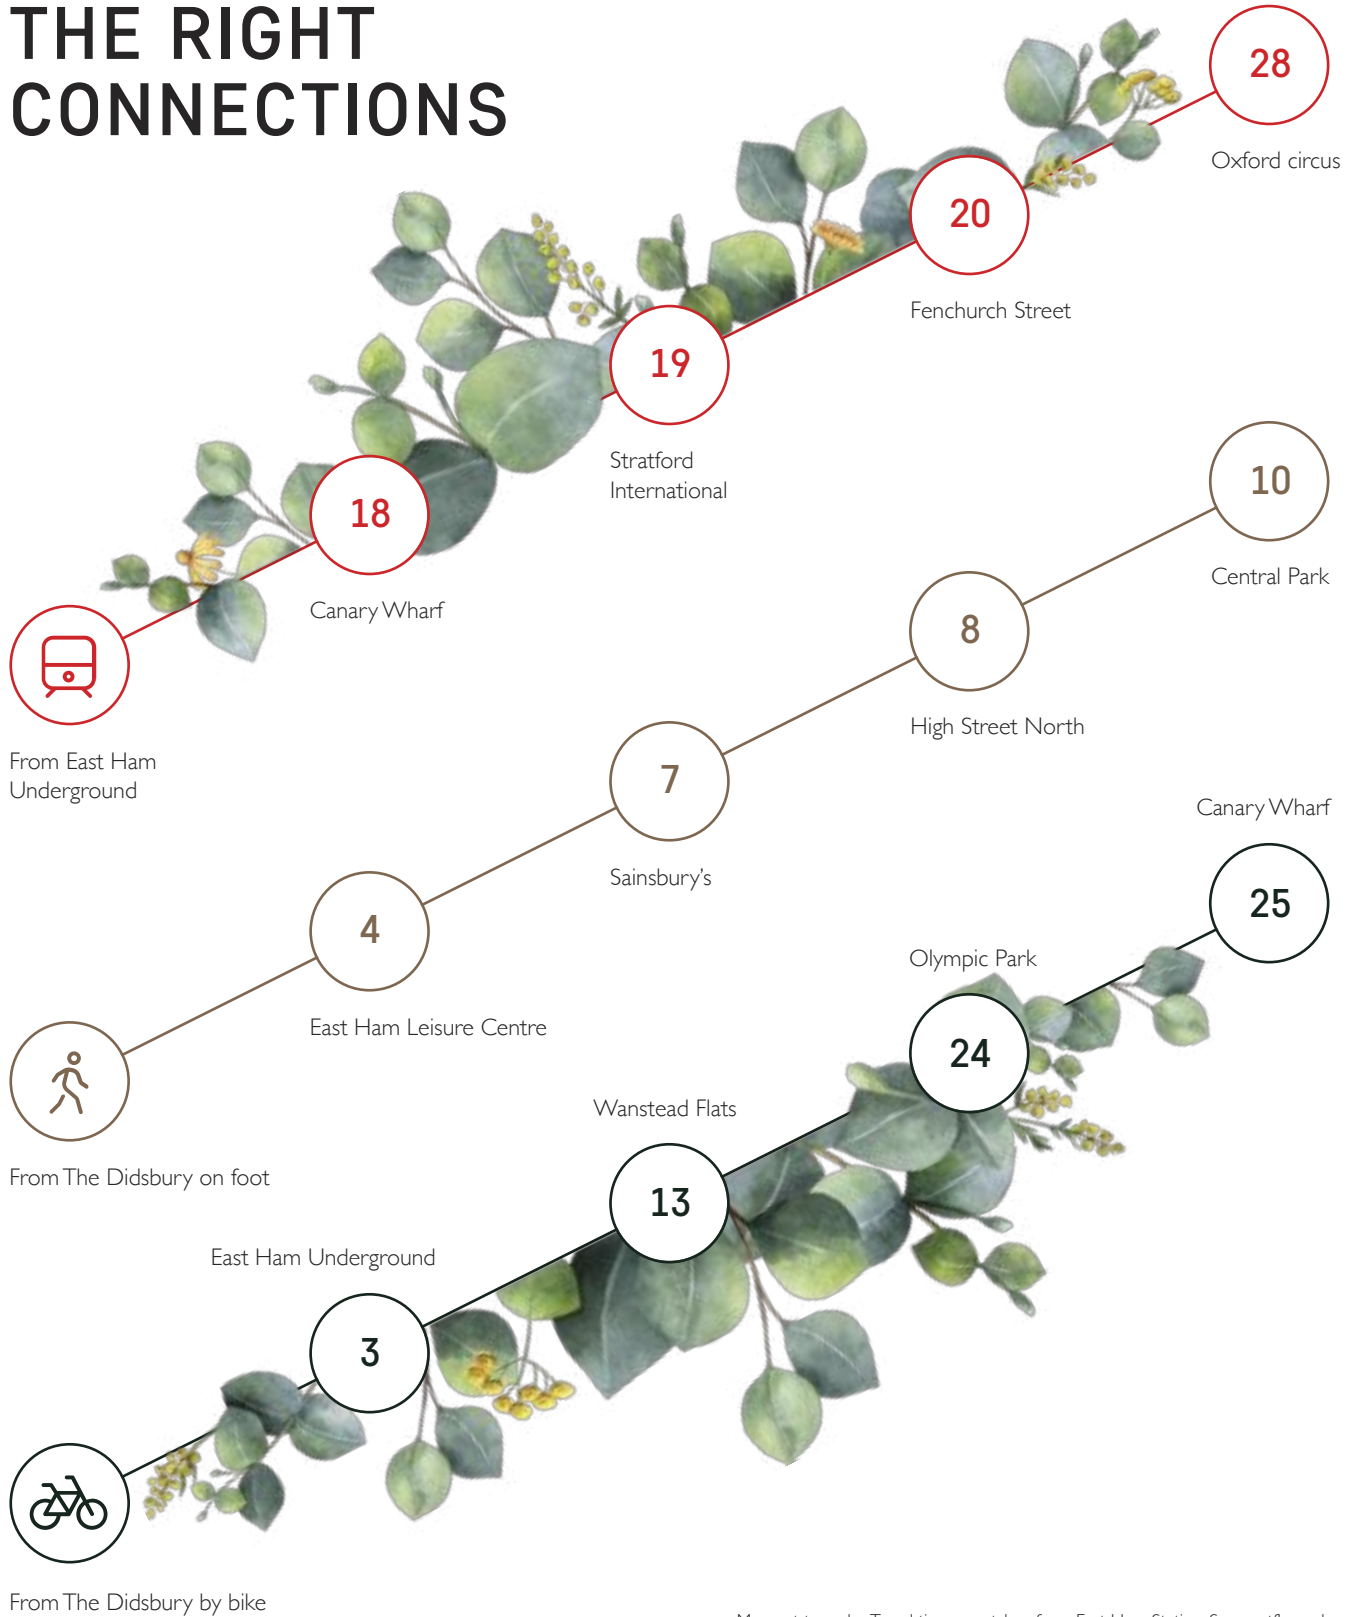 THE RIGHT
CONNECTIONS
28
Oxford circus
20
Fenchurch Street
19
Stratford
International
18
Canary Wharf
From East Ham
Underground
10
Central Park
8
High Street North
7
Sainsbury's
4
East Ham Leisure Centre
From The Didsbury on foot
Canary Wharf
25
Olympic Park
24
Wanstead Flats
13
East Ham Underground
3
From The Didsbury by bike